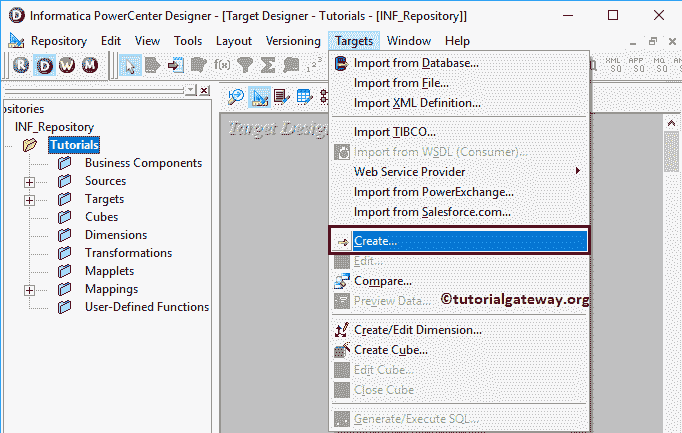 Informatica PowerCenter Designer - [Target Designer - Tutorials - [INF_Repository]]
Repository Edit View Tools Layout Versioning Targets Window Help
R D W M
XML APP MQ
SQ SQ SQ
ositories
INF_Repository
Tutorials
Business Components
Sources
Targets
Cubes
Dimensions
Transformations
Mapplets
Mappings
User-Defined Functions
Target Desig
Import from Database...
Import from File...
Import XML Definition...
Import TIBCO...
Import from WSDL (Consumer)...
Web Service Provider
Import from PowerExchange...
Import from Salesforce.com...
Create...
Edit...
Compare...
Preview Data...
©tutorialgateway.org
Create/Edit Dimension...
Create Cube...
Edit Cube...
Close Cube
Generate/Execute SQL...